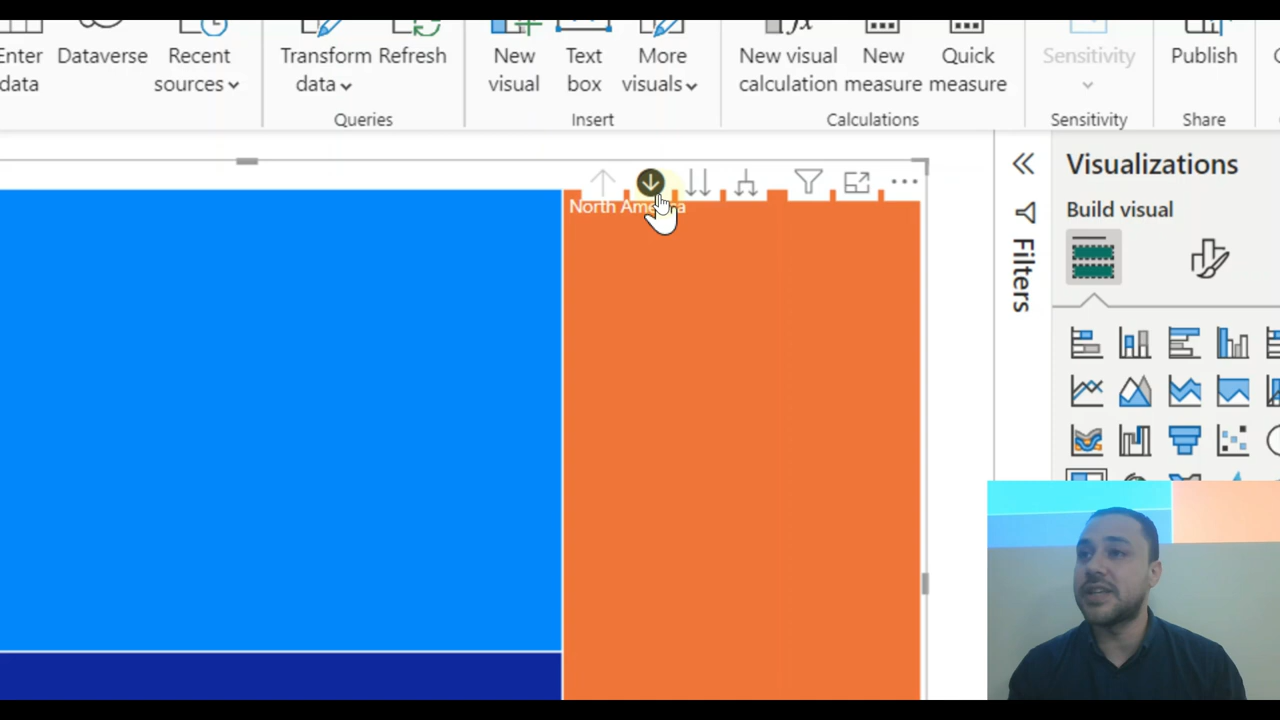 Enter
data
Dataverse
Recent
sources
Transform
data
Refresh
Queries
New
visual
Text
box
More
visuals
Insert
New visual
calculation
New
measure
Quick
measure
Calculations
Sensitivity
Sensitivity
Publish
Share
Visualizations
Build visual
Filters